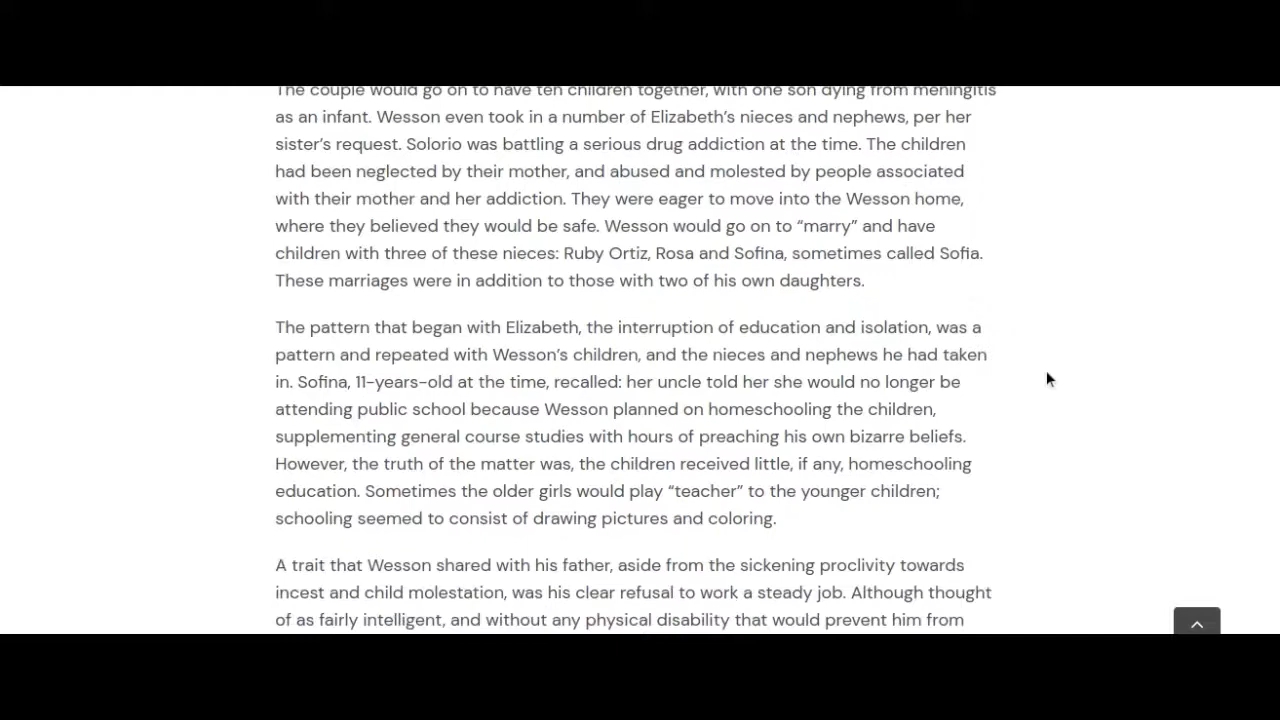 The couple would go on to have ten children together, with one son dying from meningitis
as an infant. Wesson even took in a number of Elizabeth’s nieces and nephews, per her
sister’s request. Solorio was battling a serious drug addiction at the time. The children
had been neglected by their mother, and abused and molested by people associated
with their mother and her addiction. They were eager to move into the Wesson home,
where they believed they would be safe. Wesson would go on to “marry” and have
children with three of these nieces: Ruby Ortiz, Rosa and Sofina, sometimes called Sofia.
These marriages were in addition to those with two of his own daughters.
The pattern that began with Elizabeth, the interruption of education and isolation, was a
pattern and repeated with Wesson’s children, and the nieces and nephews he had taken
in. Sofina, 11-years-old at the time, recalled: her uncle told her she would no longer be
attending public school because Wesson planned on homeschooling the children,
supplementing general course studies with hours of preaching his own bizarre beliefs.
However, the truth of the matter was, the children received little, if any, homeschooling
education. Sometimes the older girls would play “teacher” to the younger children;
schooling seemed to consist of drawing pictures and coloring.
A trait that Wesson shared with his father, aside from the sickening proclivity towards
incest and child molestation, was his clear refusal to work a steady job. Although thought
of as fairly intelligent, and without any physical disability that would prevent him from